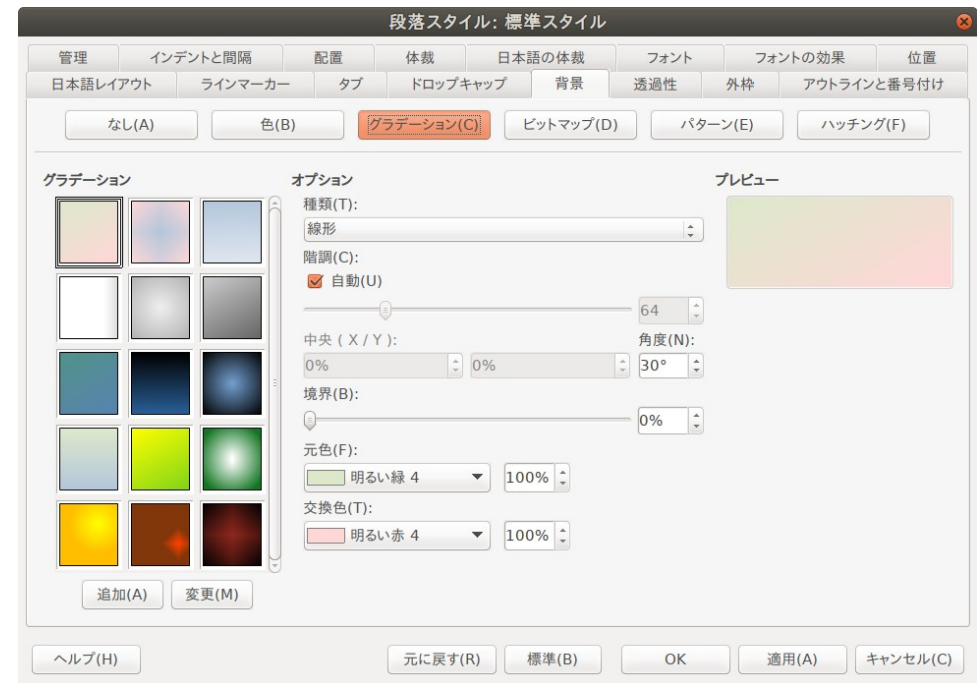 段落スタイル: 標準スタイル
管理 インデントと間隔 配置 体裁 日本語の体裁 フォント フォントの効果 位置
日本語レイアウト ラインマーカー タブ ドロップキャップ 背景 透過性 外枠 アウトラインと番号付け
なし(A) 色(B) グラデーション(C) ビットマップ(D) パターン(E) ハッチング(F)
グラデーション
オプション
プレビュー
種類(T):
線形
階調(C):
自動(U)
64
中央 ( X / Y ):
角度(N):
0% 0% 30°
境界(B):
0%
元色(F):
明るい緑 4 100%
交換色(T):
明るい赤 4 100%
追加(A) 変更(M)
ヘルプ(H) 元に戻す(R) 標準(B) OK 適用(A) キャンセル(C)